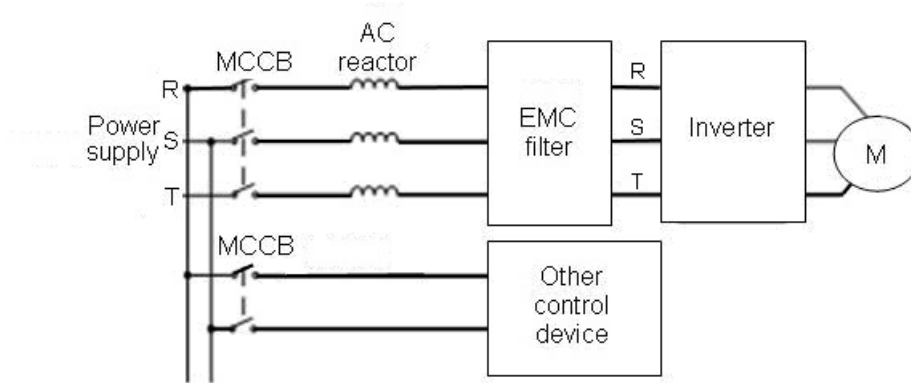 AC
reactor
MCCB
R
Power
supply
S
T
EMC
filter
R
S
T
Inverter
M
MCCB
Other
control
device